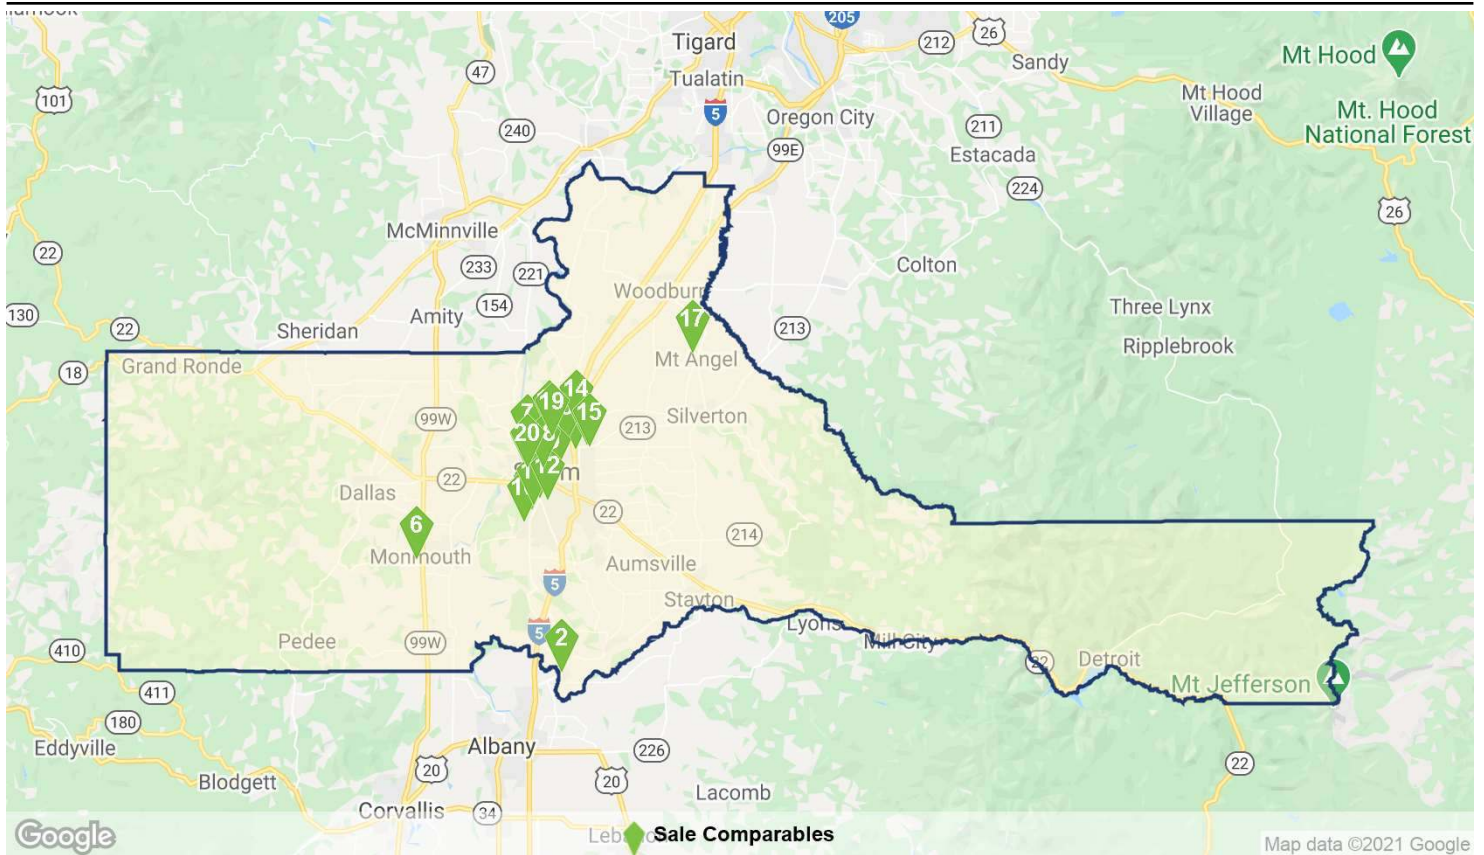 205
26
212
Tigard
47
Sandy
Mt Hood
Tualatin
101
Mt Hood
Village
Mt. Hood
National Forest
5
Oregon City
240
211
99E
Estacada
224
26
McMinnville
22
233
221
Colton
Woodburn
154
Three Lynx
130
Amity
17
213
22
Sheridan
Ripplebrook
Mt Angel
Grand Ronde
18
14
19
7
15
99W
Silverton
20
8
213
12
22
Dallas
22
6
214
Monmouth
Aumsville
5
Stayton
Lyons
Mill City
5
2
Pedee
99W
410
22
Detroit
Mt Jefferson
411
180
Eddyville
Albany
226
22
20
20
Blodgett
Lacomb
Corvallis
34
Google
Sale Comparables
Map data ©2021 Google